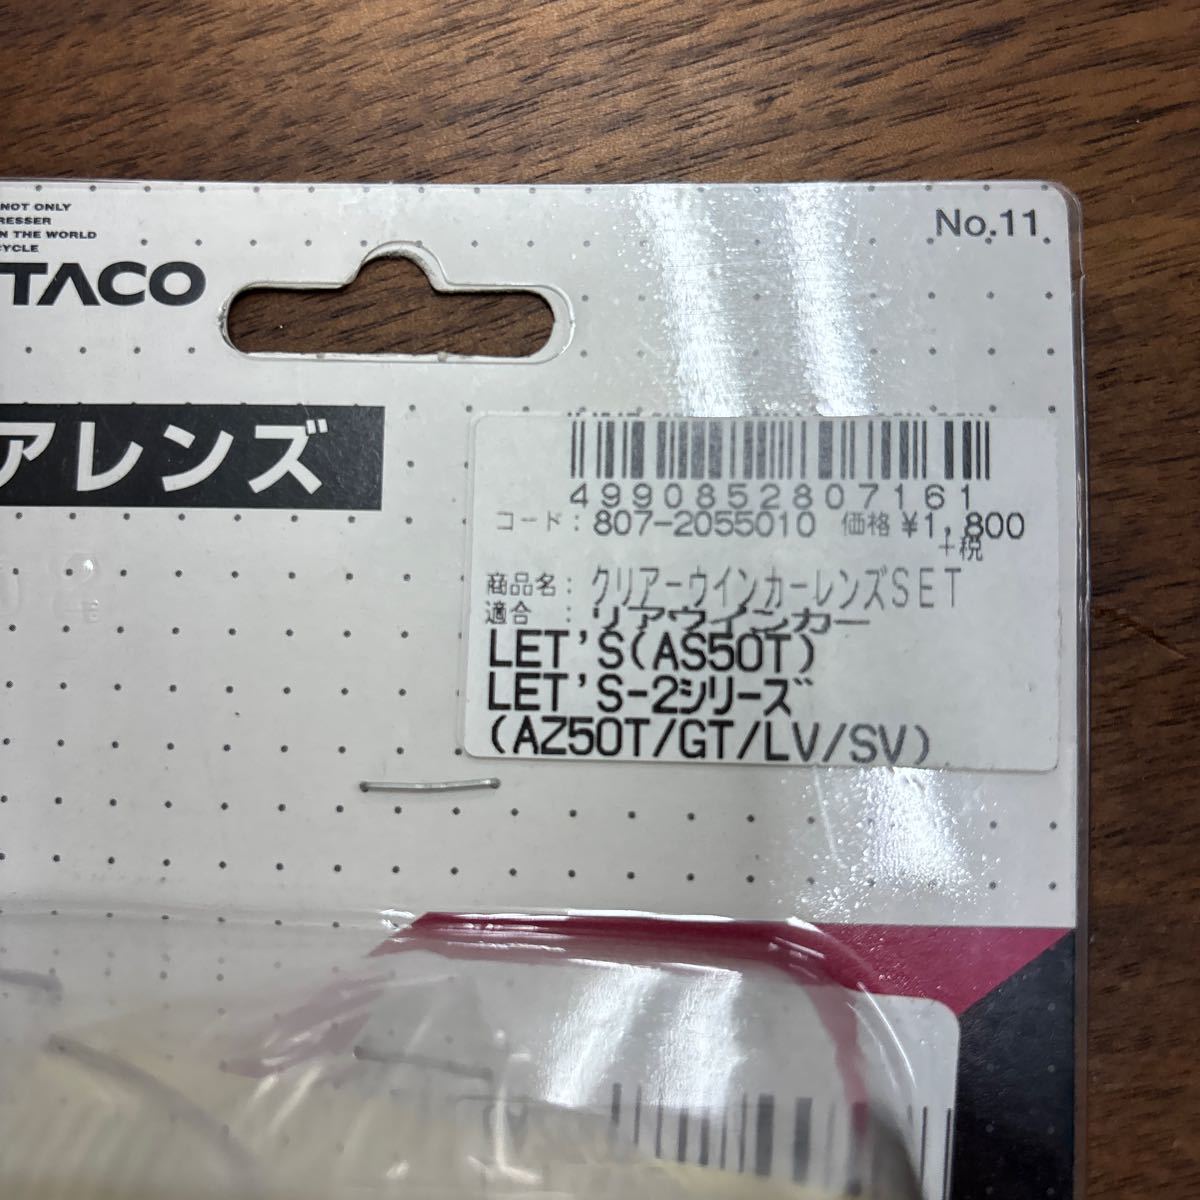 NOT ONLY
RESSER
N THE WORLD
YCLE
TACO
No.11
アレンズ
4990852807161
コード: 807-2055010 価格 ¥1,800
+税
商品名: クリアーウインカーレンズSET
適合 : リアウインカー
LET'S(AS50T)
LET'S-2シリーズ
(AZ50T/GT/LV/SV)